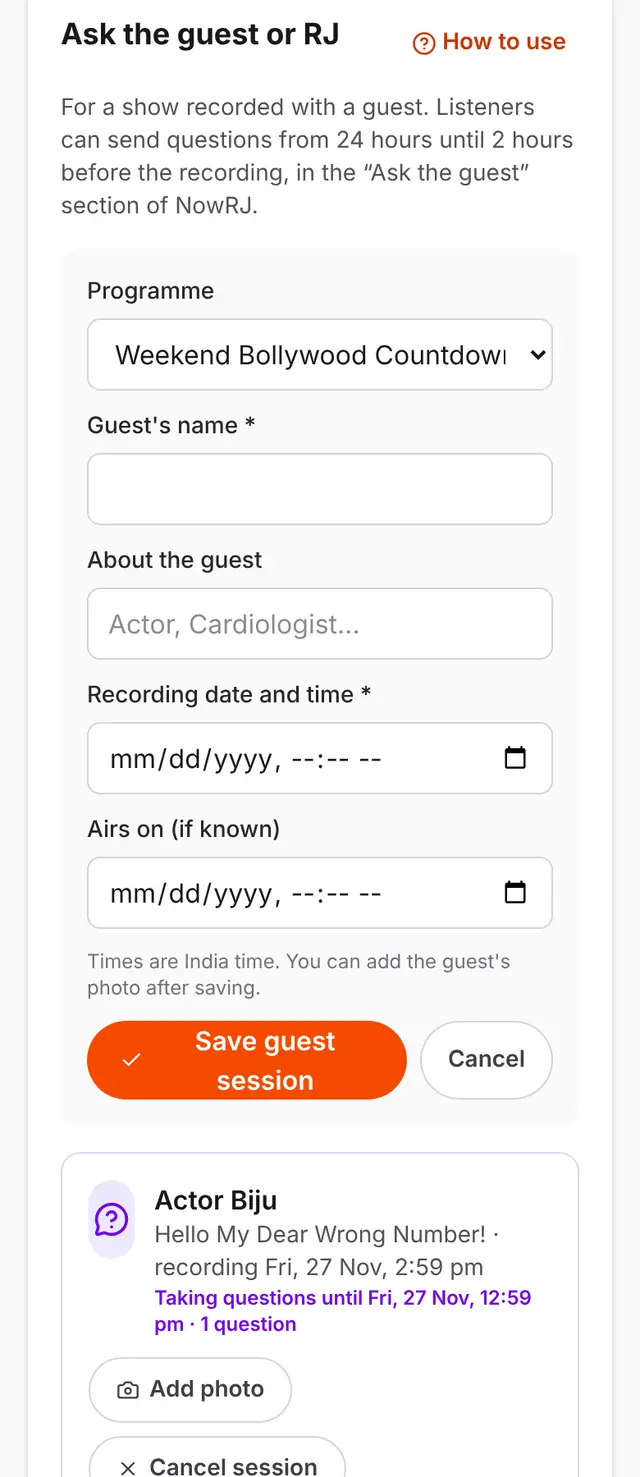 Ask the guest or RJ
How to use
For a show recorded with a guest. Listeners
can send questions from 24 hours until 2 hours
before the recording, in the “Ask the guest”
section of NowRJ.
Programme
Weekend Bollywood Countdown
Guest's name *
About the guest
Actor, Cardiologist...
Recording date and time *
mm/dd/yyyy, --:-- --
Airs on (if known)
mm/dd/yyyy, --:-- --
Times are India time. You can add the guest's
photo after saving.
Save guest
session
Cancel
Actor Biju
Hello My Dear Wrong Number! ·
recording Fri, 27 Nov, 2:59 pm
Taking questions until Fri, 27 Nov, 12:59
pm · 1 question
Add photo
Cancel session